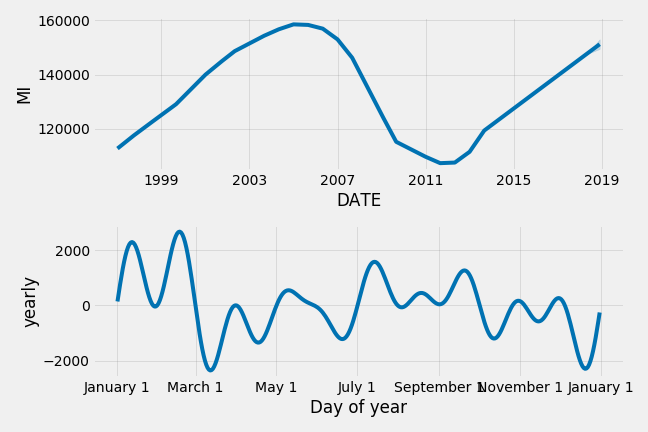 160000
140000
120000
MI
1999 2003 2007 2011 2015 2019
DATE
2000
0
−2000
yearly
January 1 March 1 May 1 July 1 September 1 November 1 January 1
Day of year